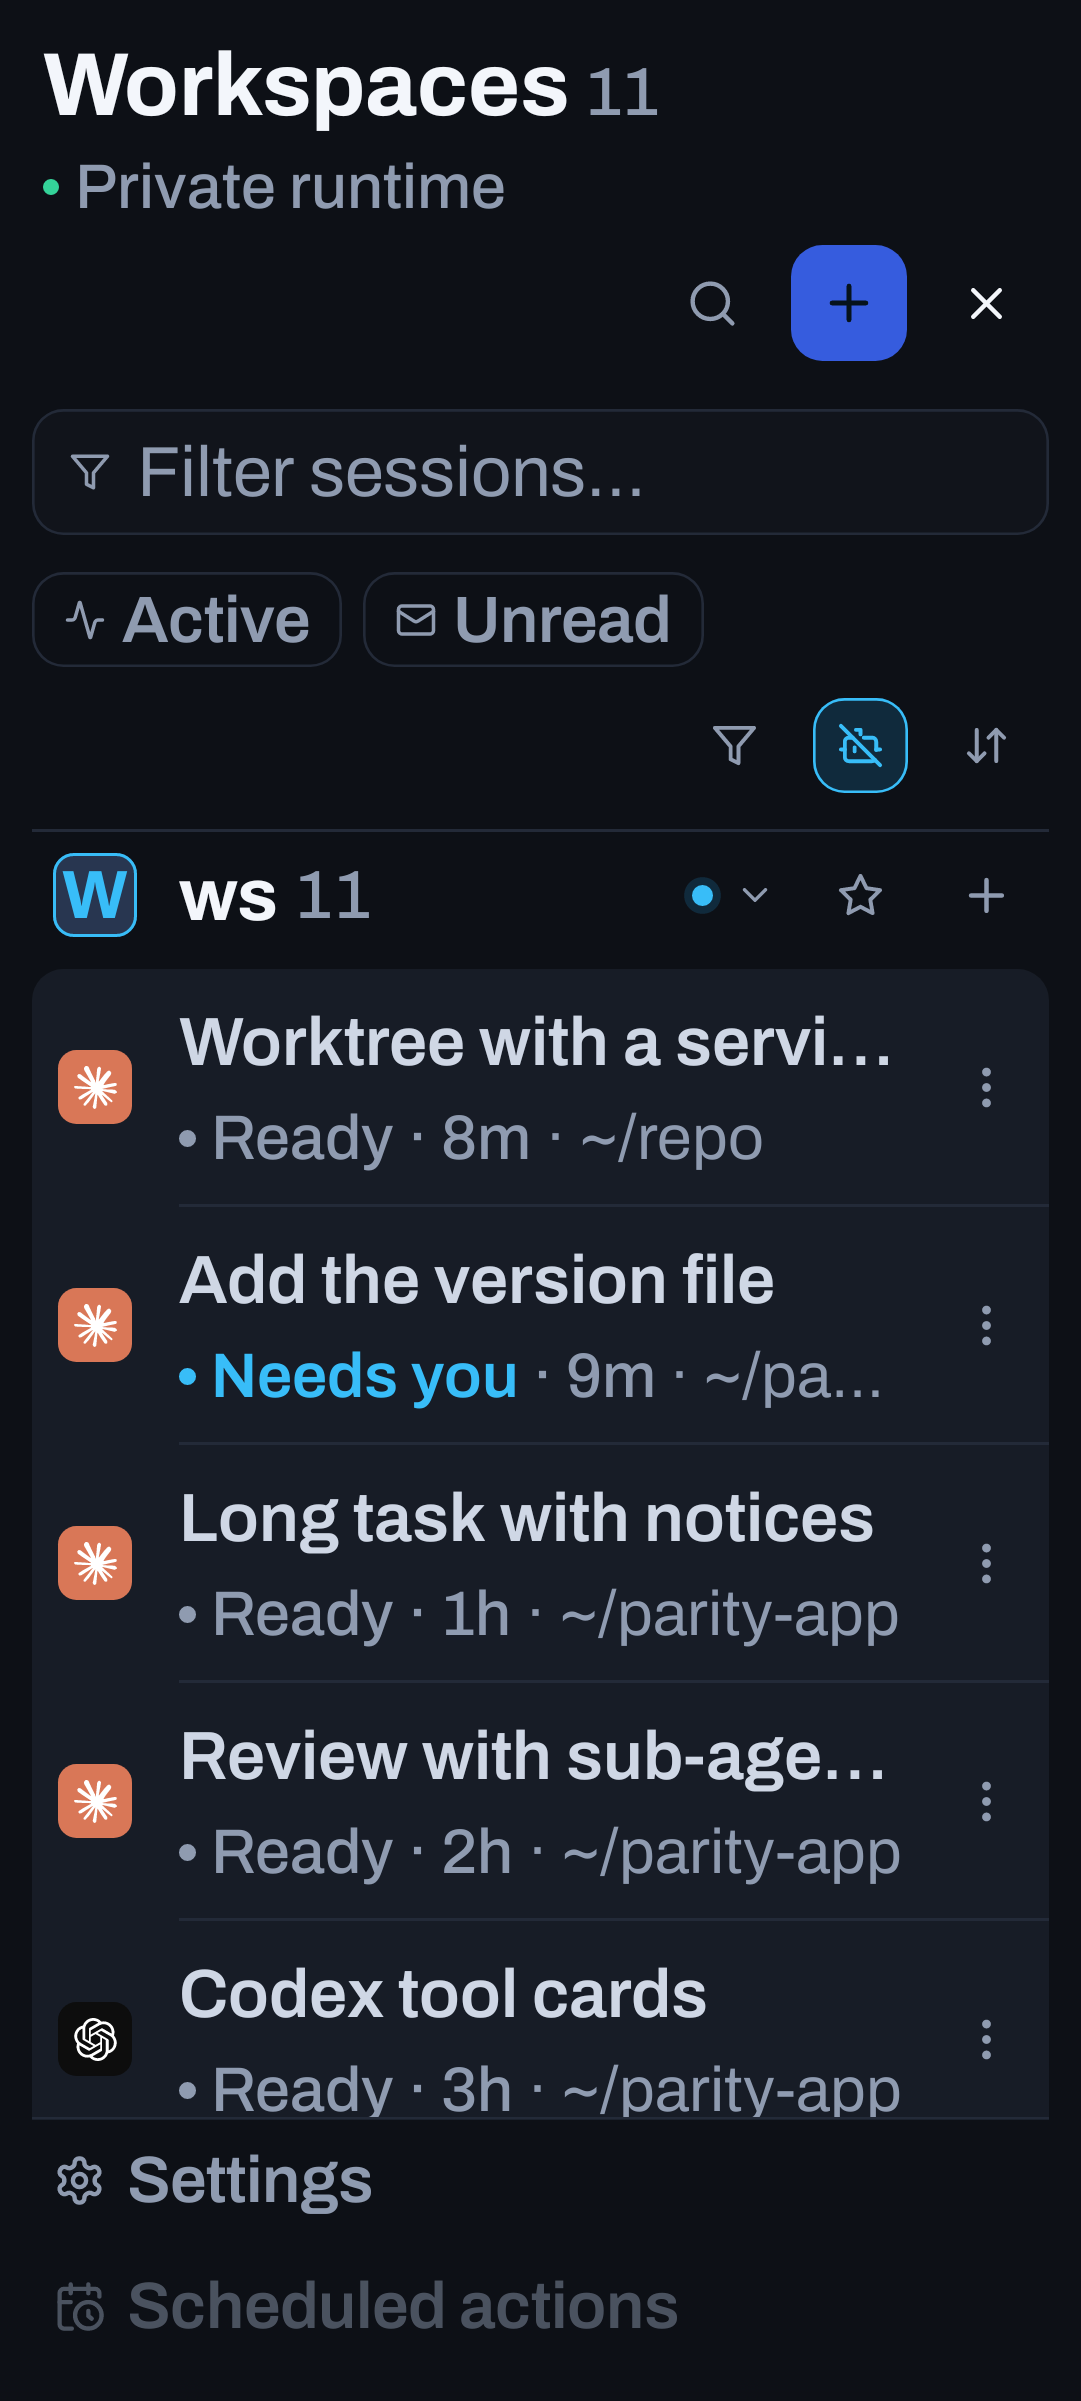 Workspaces 11
• Private runtime
Filter sessions...
Active
Unread
W ws 11
Worktree with a servi...
• Ready · 8m · ~/repo
Add the version file
• Needs you · 9m · ~/pa...
Long task with notices
• Ready · 1h · ~/parity-app
Review with sub-age...
• Ready · 2h · ~/parity-app
Codex tool cards
• Ready · 3h · ~/parity-app
Settings
Scheduled actions